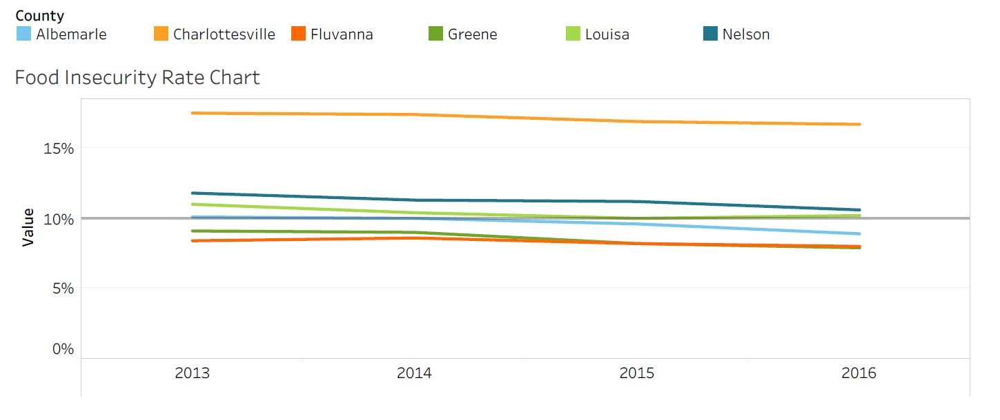 County
Albemarle Charlottesville Fluvanna Greene Louisa Nelson
Food Insecurity Rate Chart
15%
10%
5%
0%
Value
2013 2014 2015 2016